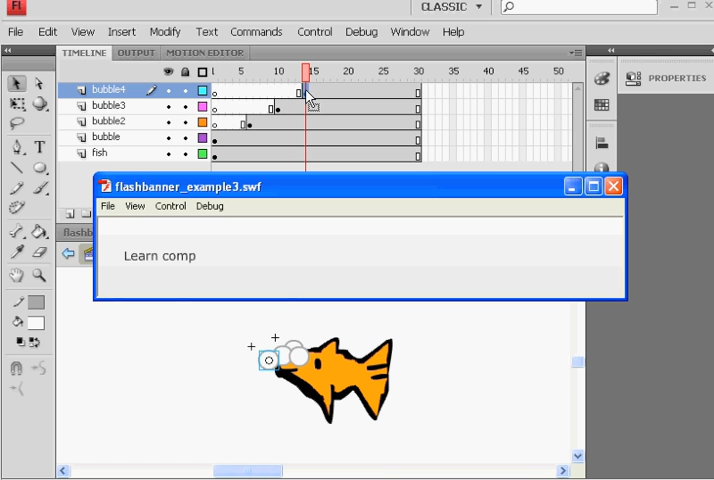 Fl CLASSIC
File Edit View Insert Modify Text Commands Control Debug Window Help
TIMELINE OUTPUT MOTION EDITOR
5 15 20 25 30 35 40 45 50
bubble4
bubble3
bubble2
bubble
fish
PROPERTIES
flashbanner_example3.swf
File View Control Debug
flashb
Learn comp
T